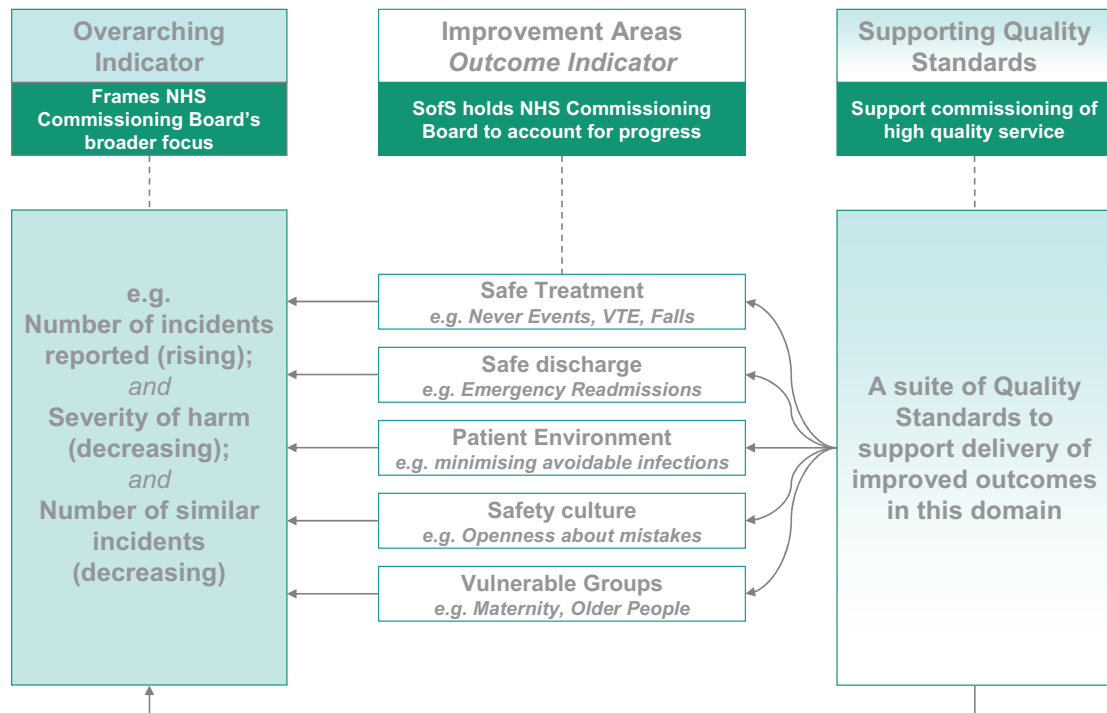 Overarching
Indicator
Frames NHS
Commissioning Board's
broader focus
Improvement Areas
Outcome Indicator
SofS holds NHS Commissioning
Board to account for progress
Supporting Quality
Standards
Support commissioning of
high quality service
e.g.
Number of incidents
reported (rising);
and
Severity of harm
(decreasing);
and
Number of similar
incidents
(decreasing)
Safe Treatment
e.g. Never Events, VTE, Falls
Safe discharge
e.g. Emergency Readmissions
Patient Environment
e.g. minimising avoidable infections
Safety culture
e.g. Openness about mistakes
Vulnerable Groups
e.g. Maternity, Older People
A suite of Quality
Standards to
support delivery of
improved outcomes
in this domain